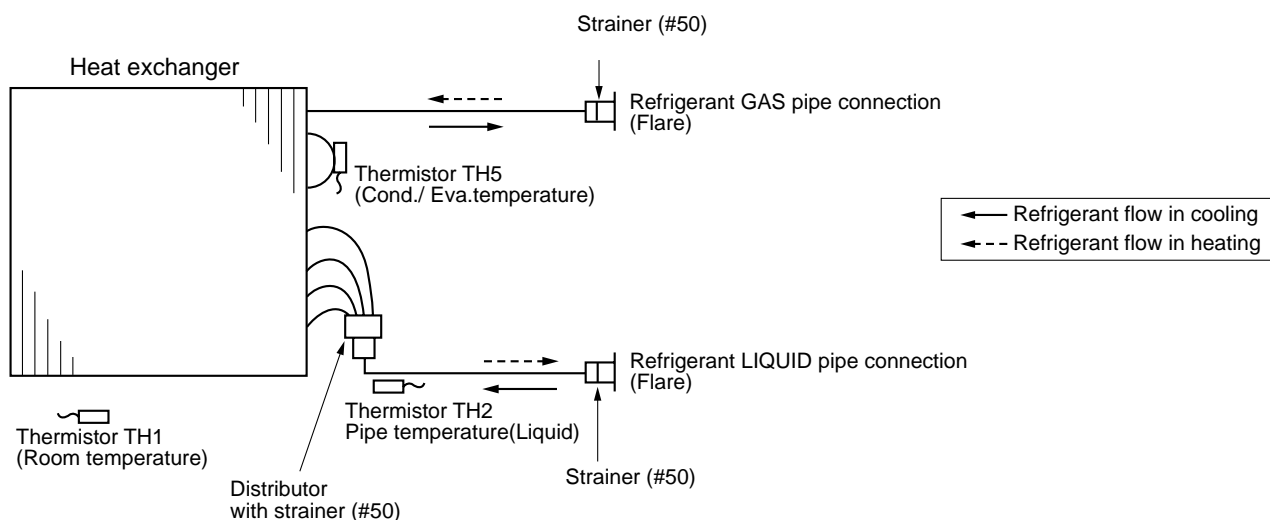 Strainer (#50)
Heat exchanger
Refrigerant GAS pipe connection
(Flare)
Thermistor TH5
(Cond./ Eva.temperature)
Refrigerant flow in cooling
Refrigerant flow in heating
Refrigerant LIQUID pipe connection
(Flare)
Thermistor TH2
Pipe temperature(Liquid)
Thermistor TH1
(Room temperature)
Strainer (#50)
Distributor
with strainer (#50)